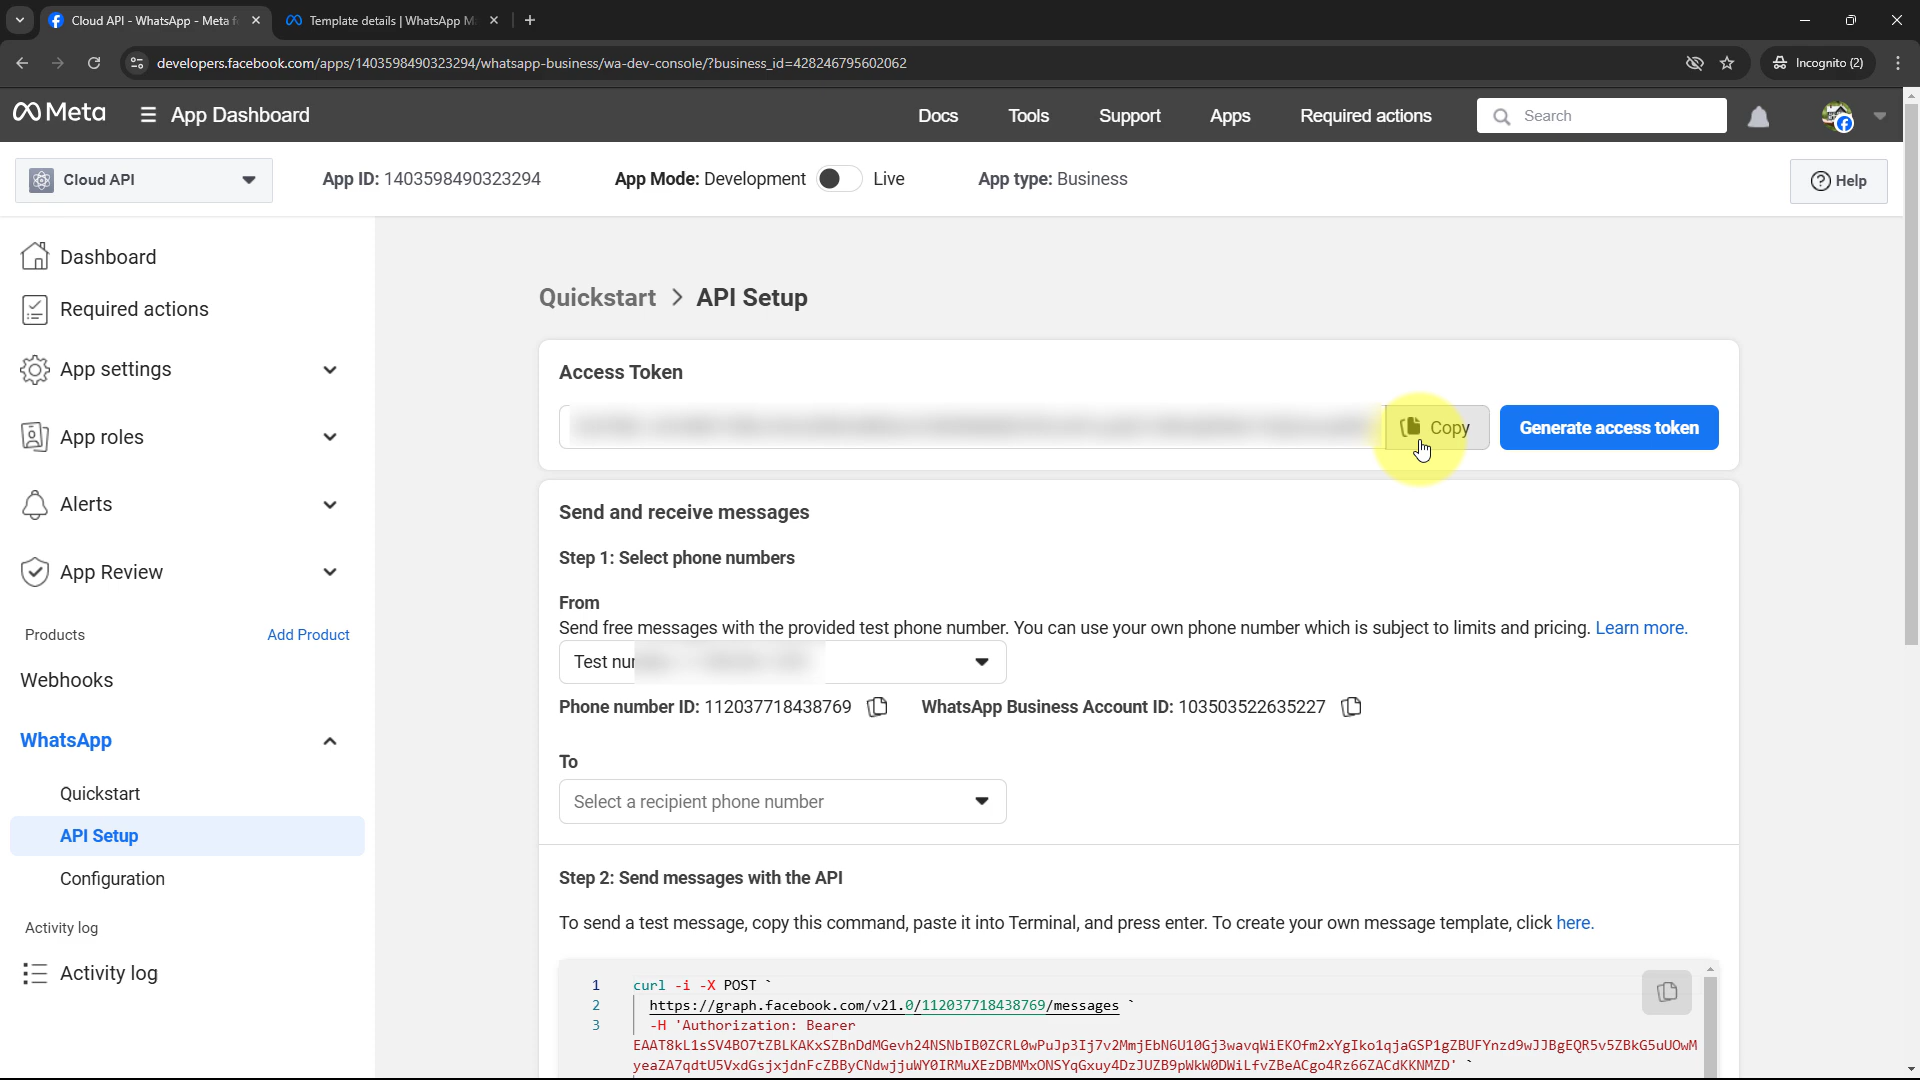 Cloud API - WhatsApp - Meta f
Template details | WhatsApp M
developers.facebook.com/apps/1403598490323294/whatsapp-business/wa-dev-console/?business_id=428246795602062
Incognito (2)
Meta
App Dashboard
Docs
Tools
Support
Apps
Required actions
Search
Cloud API
App ID: 1403598490323294
App Mode: Development
Live
App type: Business
Help
Dashboard
Required actions
App settings
App roles
Alerts
App Review
Products
Add Product
Webhooks
WhatsApp
Quickstart
API Setup
Configuration
Activity log
Activity log
Quickstart > API Setup
Access Token
Copy
Generate access token
Send and receive messages
Step 1: Select phone numbers
From
Send free messages with the provided test phone number. You can use your own phone number which is subject to limits and pricing. Learn more.
Test
Phone number ID: 112037718438769
WhatsApp Business Account ID: 103503522635227
To
Select a recipient phone number
Step 2: Send messages with the API
To send a test message, copy this command, paste it into Terminal, and press enter. To create your own message template, click here.
1 curl -i -X POST `
2 https://graph.facebook.com/v21.0/112037718438769/messages `
3 -H 'Authorization: Bearer